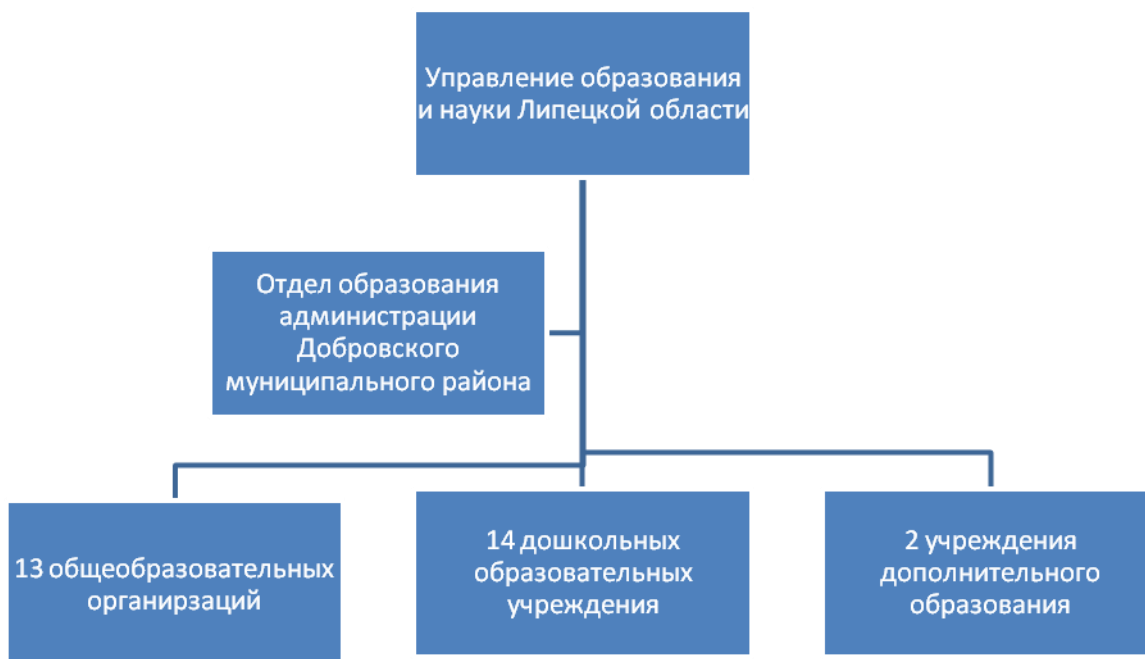 Управление образования
и науки Липецкой области
Отдел образования
администрации
Добровского
муниципального района
13 общеобразовательных
органирзаций
14 дошкольных
образовательных
учреждения
2 учреждения
дополнительного
образования